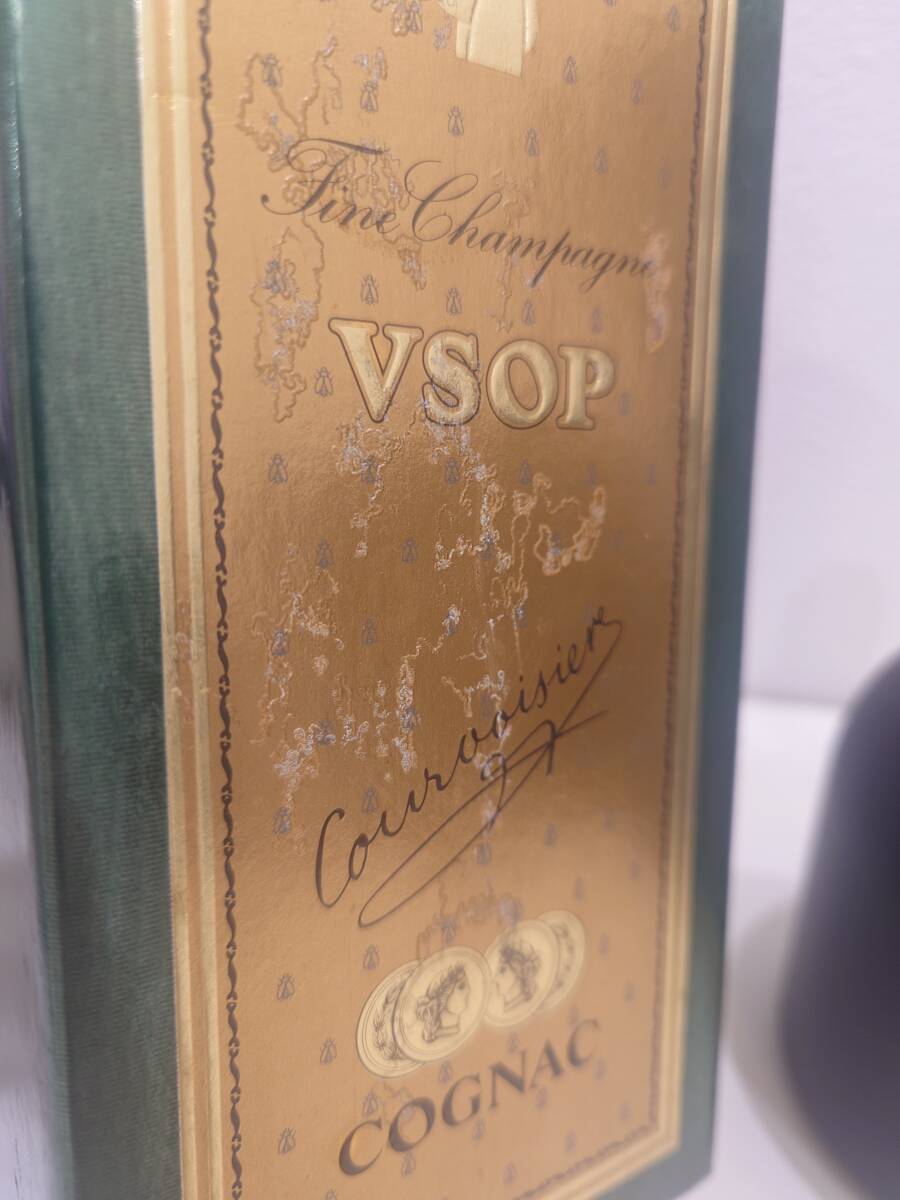 Fine Champagne
VSOP
Courvoisier
COGNAC